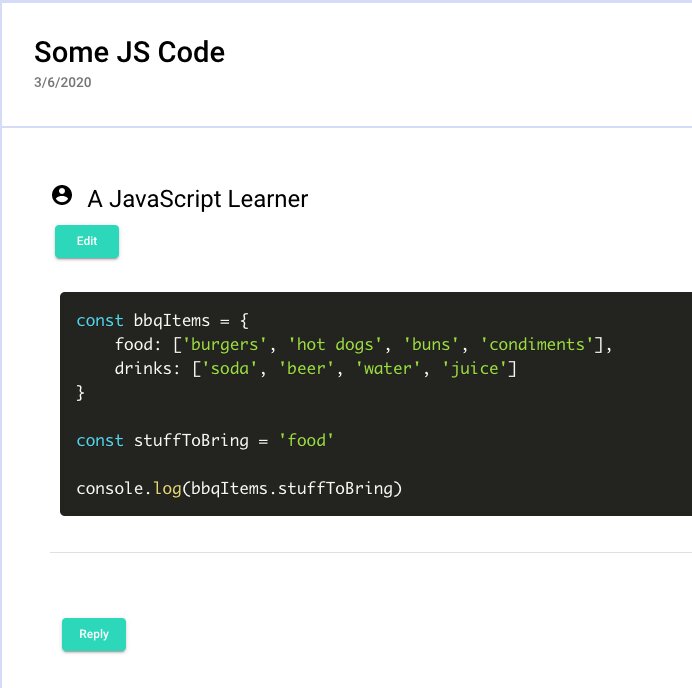 Some JS Code
3/6/2020
A JavaScript Learner
Edit
const bbqItems = {
    food: ['burgers', 'hot dogs', 'buns', 'condiments'],
    drinks: ['soda', 'beer', 'water', 'juice']
}
const stuffToBring = 'food'
console.log(bbqItems.stuffToBring)
Reply